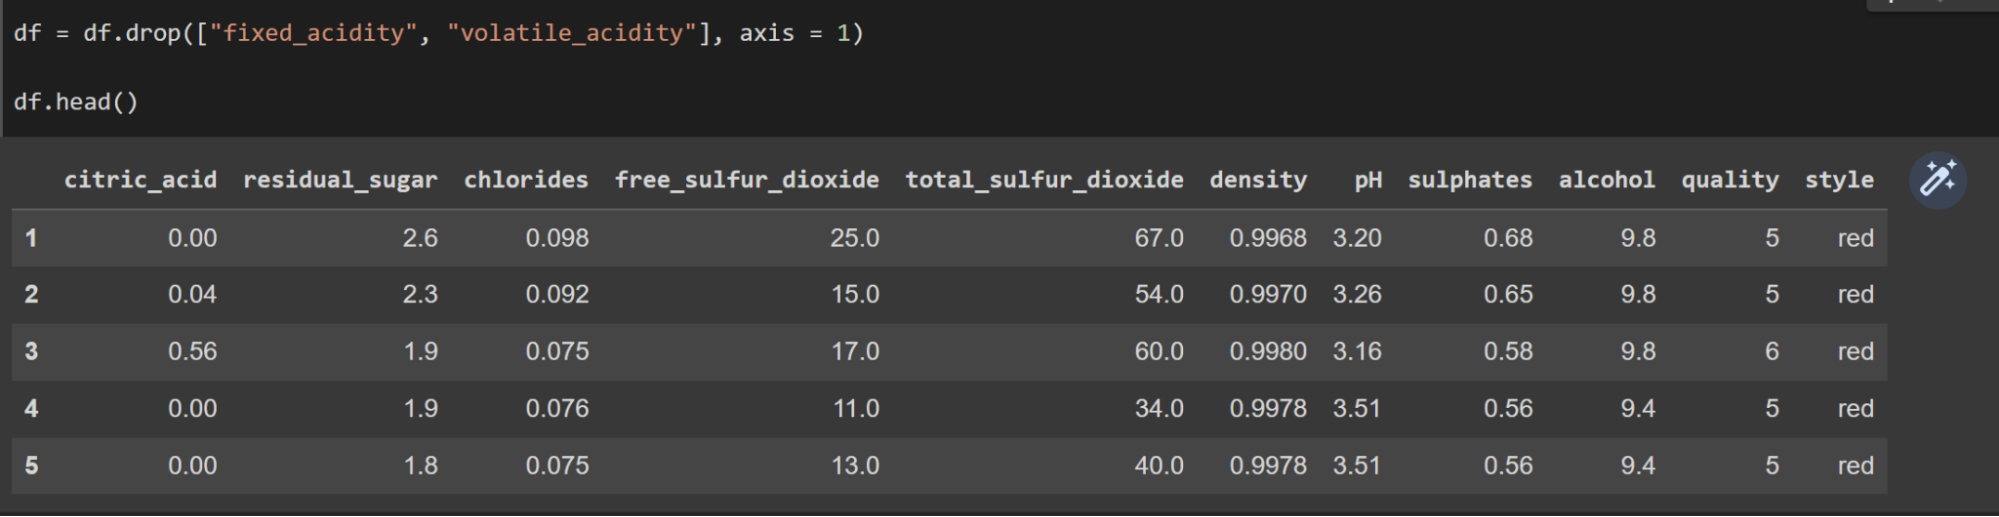 df = df.drop(["fixed_acidity", "volatile_acidity"], axis = 1)
df.head()
citric_acid residual_sugar chlorides free_sulfur_dioxide total_sulfur_dioxide density pH sulphates alcohol quality style
1 0.00 2.6 0.098 25.0 67.0 0.9968 3.20 0.68 9.8 5 red
2 0.04 2.3 0.092 15.0 54.0 0.9970 3.26 0.65 9.8 5 red
3 0.56 1.9 0.075 17.0 60.0 0.9980 3.16 0.58 9.8 6 red
4 0.00 1.9 0.076 11.0 34.0 0.9978 3.51 0.56 9.4 5 red
5 0.00 1.8 0.075 13.0 40.0 0.9978 3.51 0.56 9.4 5 red